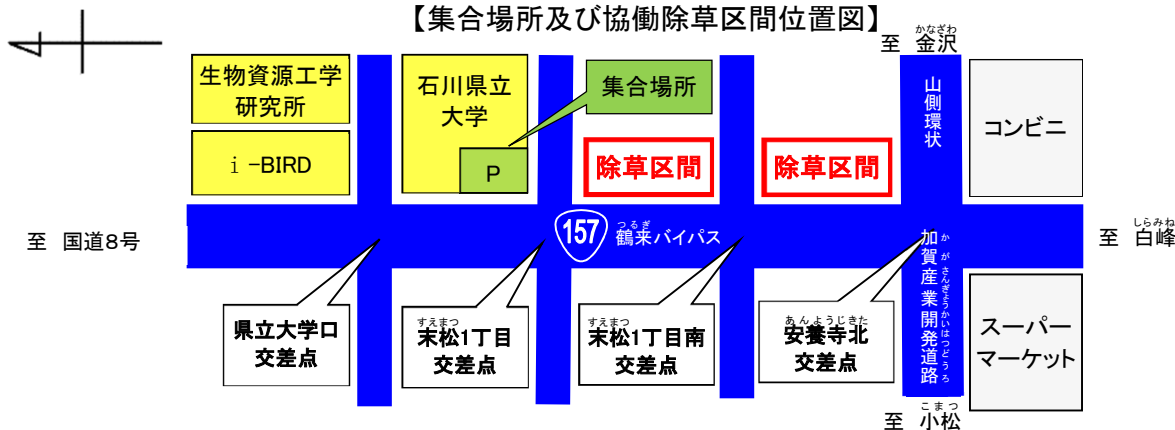 【集合場所及び協働除草区間位置図】
至 金沢
かなざわ
生物資源工学
研究所
石川県立
大学
集合場所
山側環状
コンビニ
i -BIRD
P
除草区間
除草区間
至 国道8号
157
つるぎ
鶴来バイパス
しらみね
至 白峰
加賀産業開発道路
かがさんぎょうかいはつどうろ
県立大学口
交差点
すえまつ
末松1丁目
交差点
すえまつ
末松1丁目南
交差点
あんようじきた
安養寺北
交差点
スーパー
マーケット
こまつ
至 小松